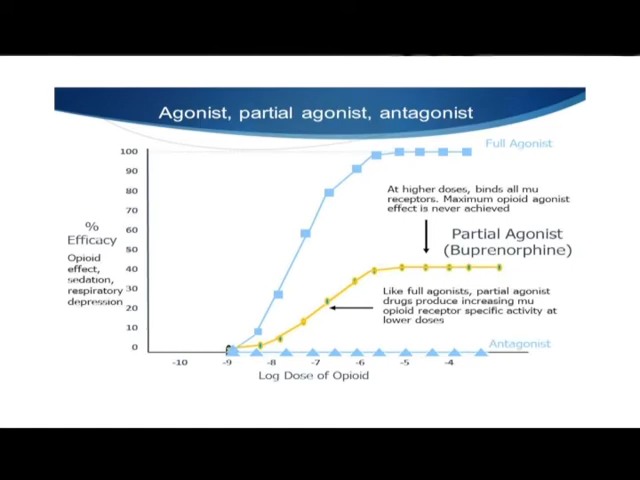 Agonist, partial agonist, antagonist
Full Agonist
100
90
80
70
60
50
40
30
20
10
0
%
Efficacy
Opioid
effect,
sedation,
respiratory
depression
At higher doses, binds all mu
receptors. Maximum opioid agonist
effect is never achieved
Partial Agonist
(Buprenorphine)
Like full agonists, partial agonist
drugs produce increasing mu
opioid receptor specific activity at
lower doses
Antagonist
-10 -9 -8 -7 -6 -5 -4
Log Dose of Opioid